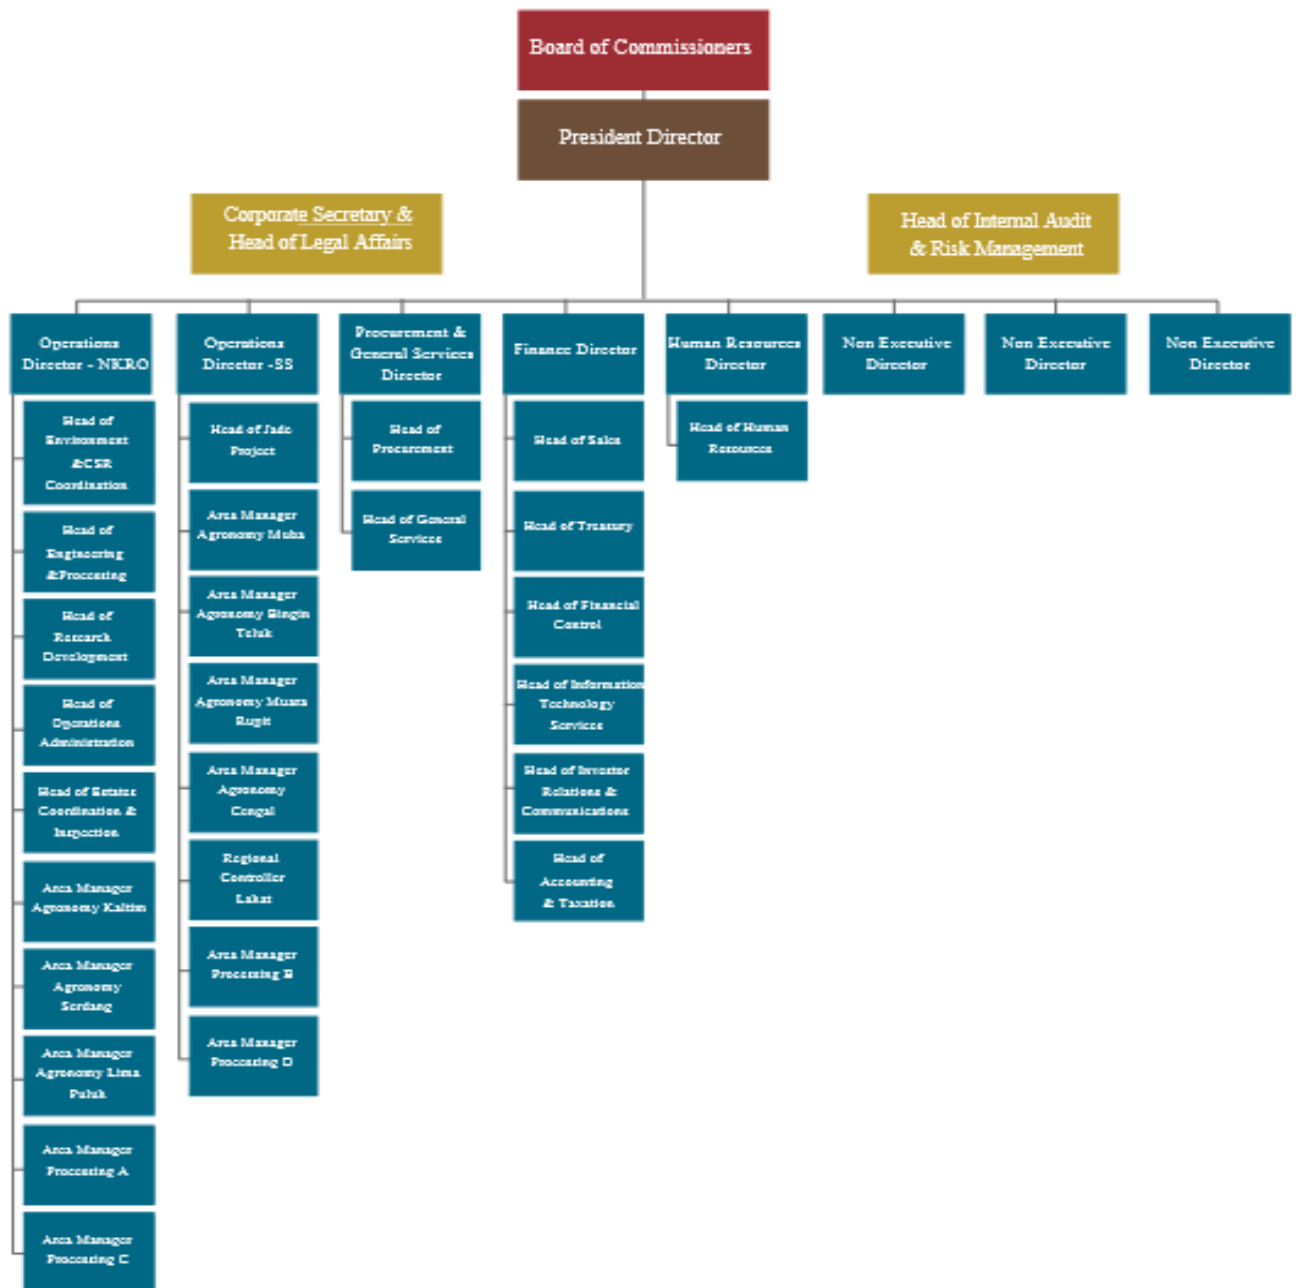 Board of Commissioners
President Director
Corporate Secretary &
Head of Legal Affairs
Head of Internal Audit
& Risk Management
Operations
Director - NKRO
Head of
Environment
&CSR
Coordination
Head of
Engineering
&Processing
Head of
Research
Development
Head of
Operations
Administration
Head of Estates
Coordination &
Inspection
Area Manager
Agronomy Kaltim
Area Manager
Agronomy
Serdang
Area Manager
Agronomy Lima
Puluh
Area Manager
Processing A
Area Manager
Processing C
Operations
Director -SS
Head of Jade
Project
Area Manager
Agronomy Muba
Area Manager
Agronomy Bingin
Teluk
Area Manager
Agronomy Muara
Rupit
Area Manager
Agronomy
Cengal
Regional
Controller
Lahat
Area Manager
Processing B
Area Manager
Processing D
Procurement &
General Services
Director
Head of
Procurement
Head of General
Services
Finance Director
Head of Sales
Head of Treasury
Head of Financial
Control
Head of Information
Technology
Services
Head of Investor
Relations &
Communications
Head of
Accounting
& Taxation
Human Resources
Director
Head of Human
Resources
Non Executive
Director
Non Executive
Director
Non Executive
Director